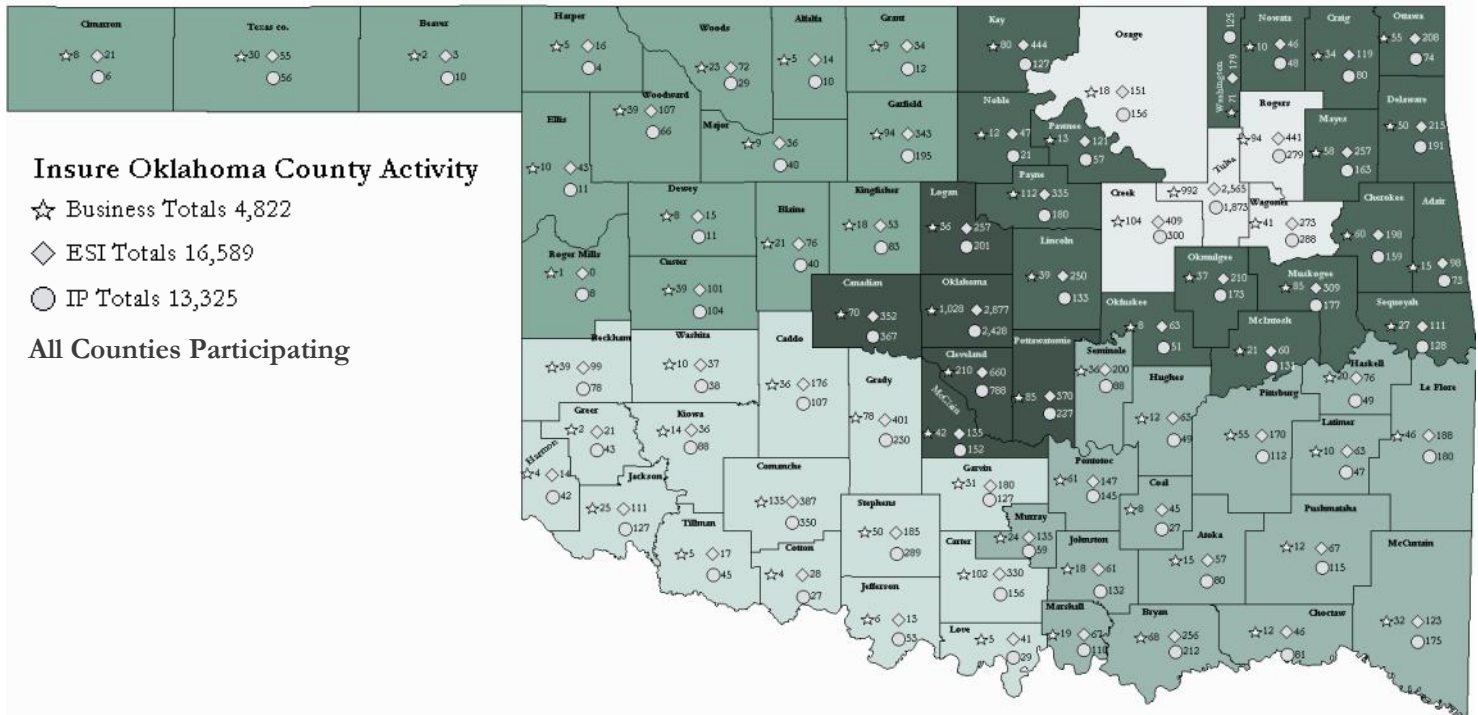 Insure Oklahoma County Activity
Business Totals 4,822
ESI Totals 16,589
IP Totals 13,325
All Counties Participating
Cimarron
8 21
6
Texas co.
30 55
56
Beaver
2 3
10
Harper
5 16
4
Woods
23 72
29
Alfalfa
5 14
10
Grant
9 34
12
Kay
80 444
127
Osage
18 151
156
Washington
71 179 125
Nowata
10 46
48
Craig
34 119
80
Ottawa
55 208
74
Ellis
10 43
11
Woodward
39 107
66
Major
9 36
40
Garfield
94 343
195
Noble
12 47
21
Pawnee
13 121
57
Rogers
94 441
279
Mayes
58 257
163
Delaware
50 215
191
Roger Mills
1 0
8
Dewey
8 15
11
Custer
39 101
104
Blaine
21 76
40
Kingfisher
18 53
83
Logan
36 257
201
Payne
112 335
180
Creek
104 409
300
Tulsa
992 2,565
1,873
Wagoner
41 273
288
Cherokee
60 198
159
Adair
15 98
73
Canadian
70 352
367
Oklahoma
1,028 2,877
2,428
Lincoln
39 250
133
Okmulgee
37 210
173
Muskogee
85 309
177
Okfuskee
8 63
51
McIntosh
21 60
131
Sequoyah
27 111
128
Beckham
39 99
78
Washita
10 37
38
Caddo
36 176
107
Grady
78 401
230
Cleveland
210 660
788
McClain
42 135
152
Pottawatomie
85 370
227
Seminole
36 200
88
Hughes
12 63
49
Pittsburg
55 170
112
Haskell
20 76
49
Le Flore
46 188
180
Latimer
10 63
47
Greer
2 21
43
Kiowa
14 36
88
Harmon
4 14
42
Jackson
25 111
127
Tillman
5 17
45
Comanche
135 387
350
Cotton
4 28
27
Stephens
50 185
289
Jefferson
6 13
53
Garvin
31 180
127
Murray
24 135
59
Carter
102 330
156
Love
5 41
29
Pontotoc
61 147
145
Coal
8 45
27
Johnston
18 61
132
Atoka
15 57
80
Pushmataha
12 67
115
McCurtain
32 123
175
Marshall
19 67
110
Bryan
68 256
212
Choctaw
12 46
81